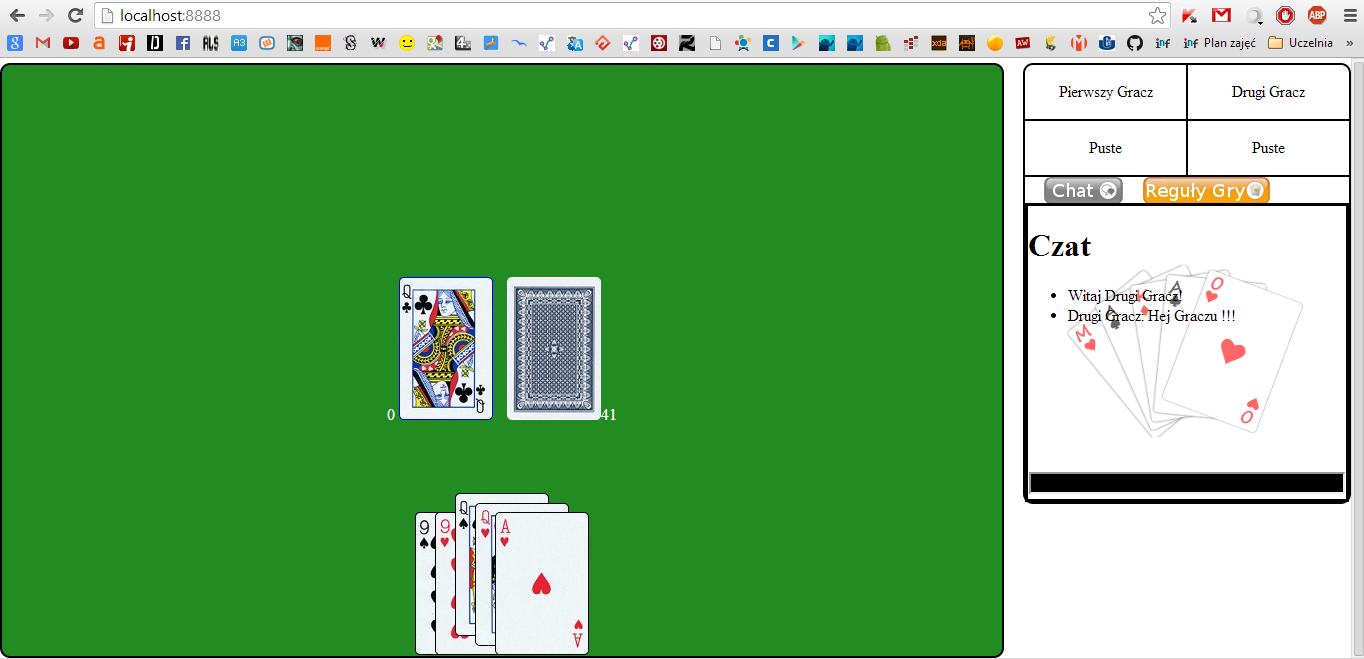 localhost:8888
Plan zajęć
Uczelnia
»
Pierwszy Gracz
Drugi Gracz
Puste
Puste
Chat
Reguły Gry
Czat
Witaj Drugi Gracz!
Drugi Gracz: Hej Graczu !!!
Q
Q
0
41
9
9
Q
Q
A
A
A
A
M
O
O